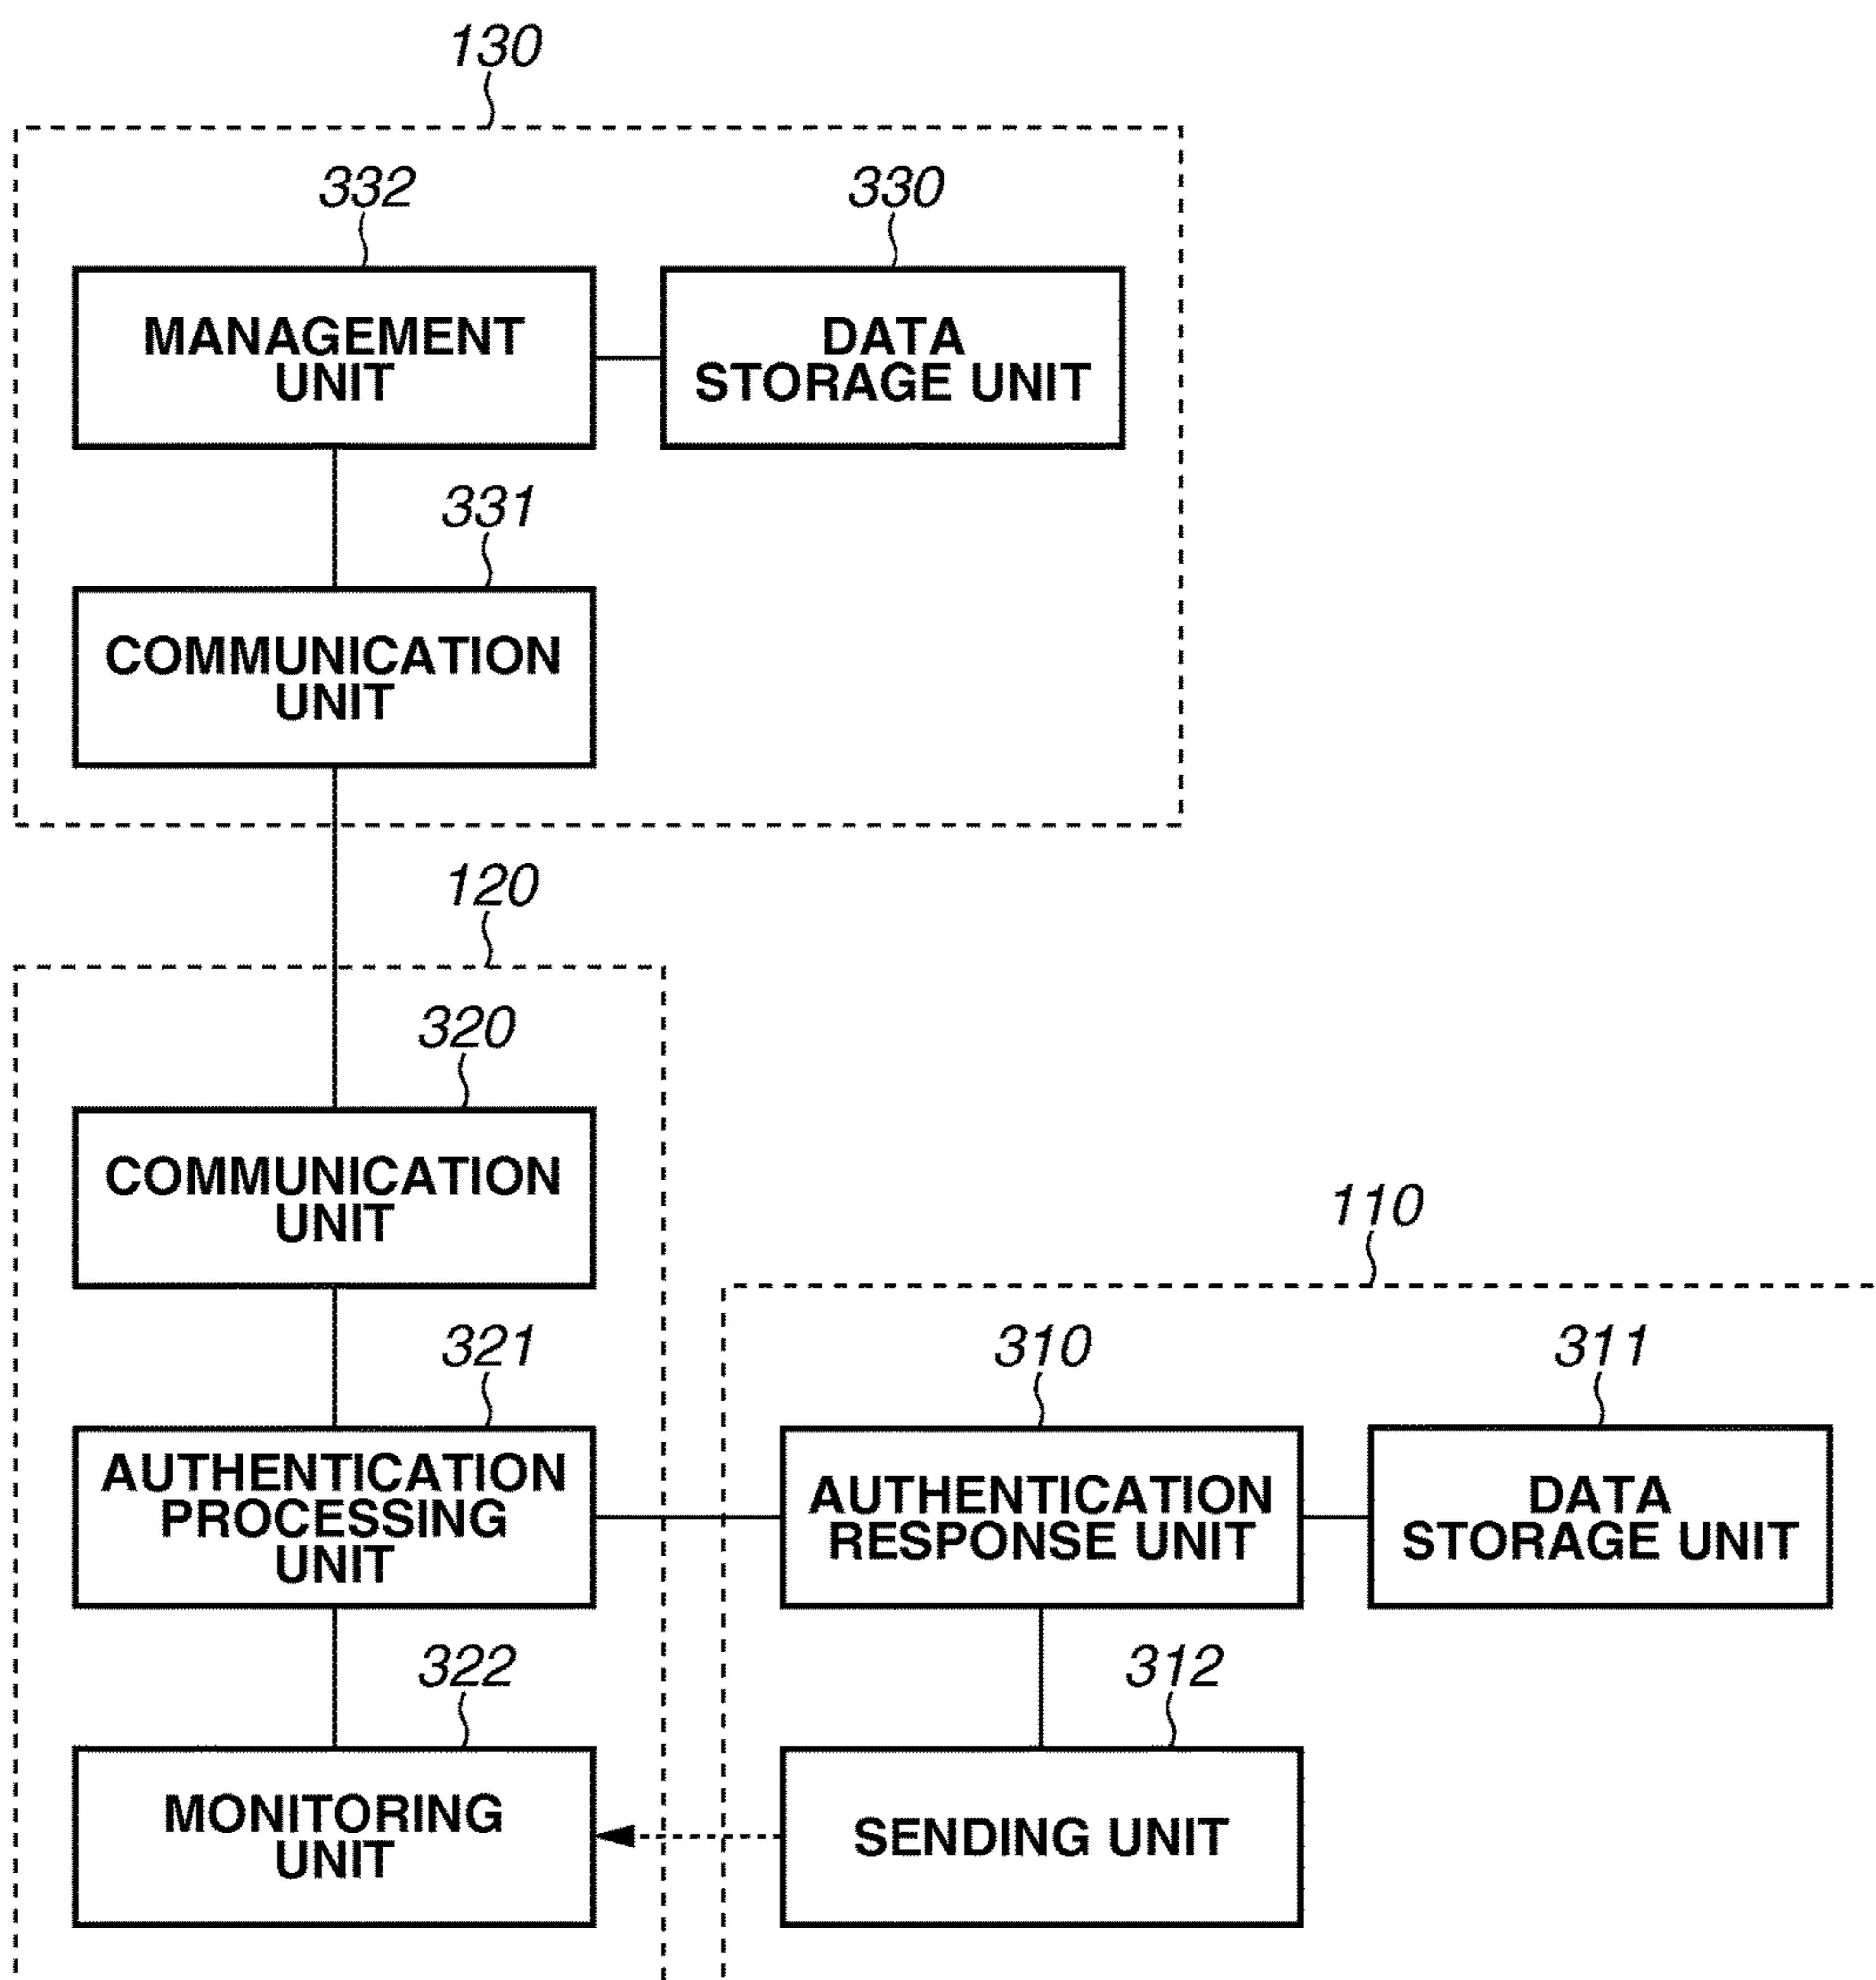 130
332
330
MANAGEMENT
UNIT
DATA
STORAGE UNIT
331
COMMUNICATION
UNIT
120
320
COMMUNICATION
UNIT
110
321
310
311
AUTHENTICATION
PROCESSING
UNIT
AUTHENTICATION
RESPONSE UNIT
DATA
STORAGE UNIT
322
312
MONITORING
UNIT
SENDING UNIT